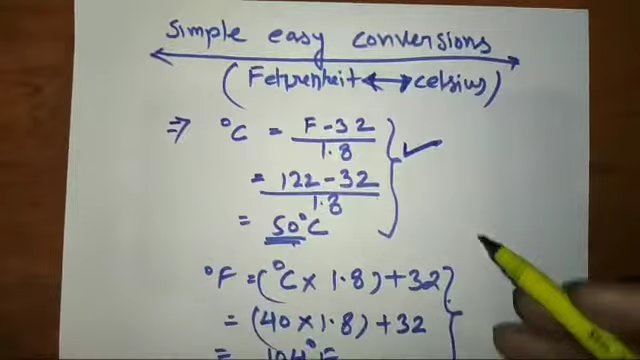 Simple easy conversions
(Fehrenheit ↔ celsius)
⇒ °C = F-32 / 1.8
= 122-32 / 1.8
= 50°C
°F = (°C × 1.8) + 32
= (40 × 1.8) + 32
= 104°F